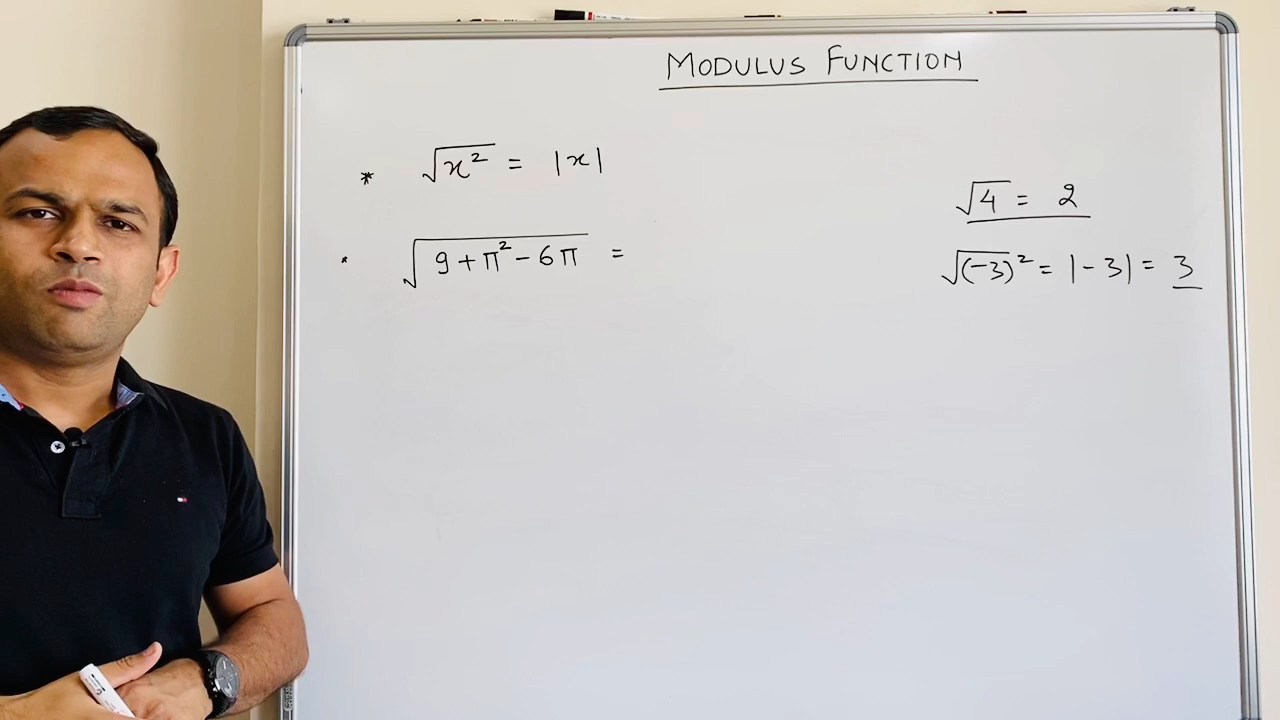 MODULUS FUNCTION
* √x² = |x|
√4 = 2
* √9+π²-6π =
√(-3)² = |-3| = 3